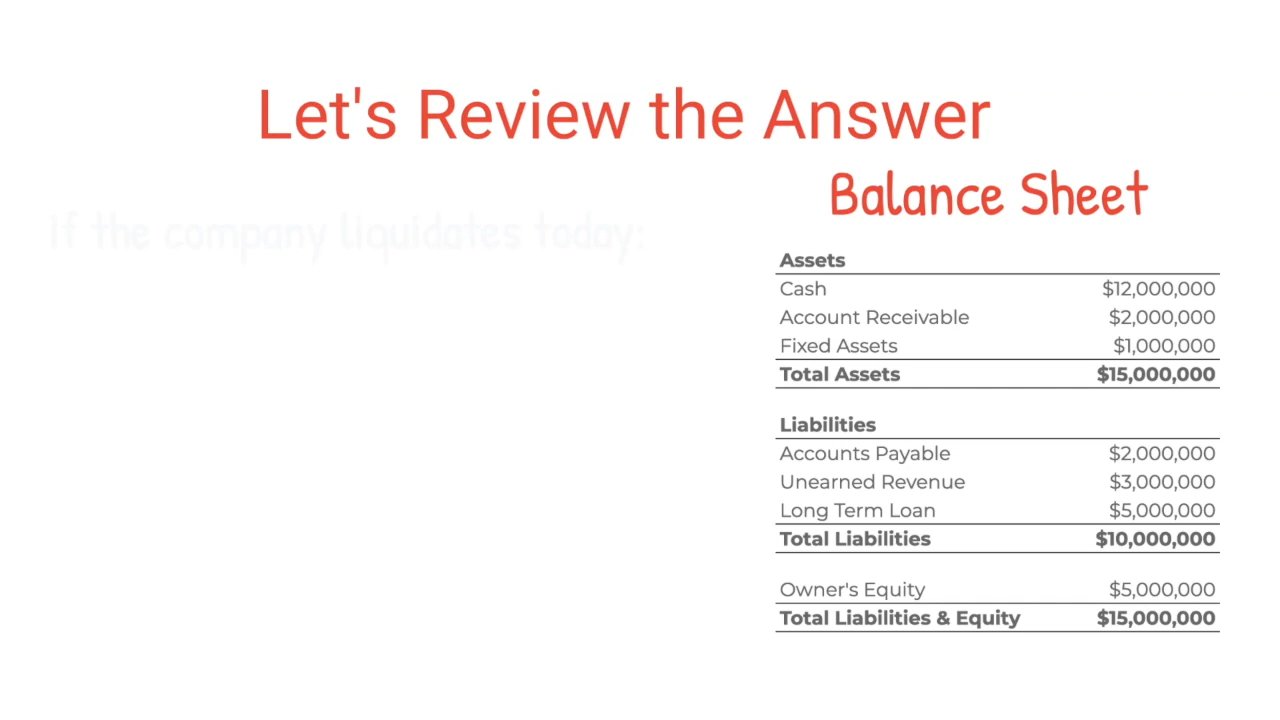 Let's Review the Answer
If the company liquidates today:
Balance Sheet
Assets
Cash $12,000,000
Account Receivable $2,000,000
Fixed Assets $1,000,000
Total Assets $15,000,000
Liabilities
Accounts Payable $2,000,000
Unearned Revenue $3,000,000
Long Term Loan $5,000,000
Total Liabilities $10,000,000
Owner's Equity $5,000,000
Total Liabilities & Equity $15,000,000